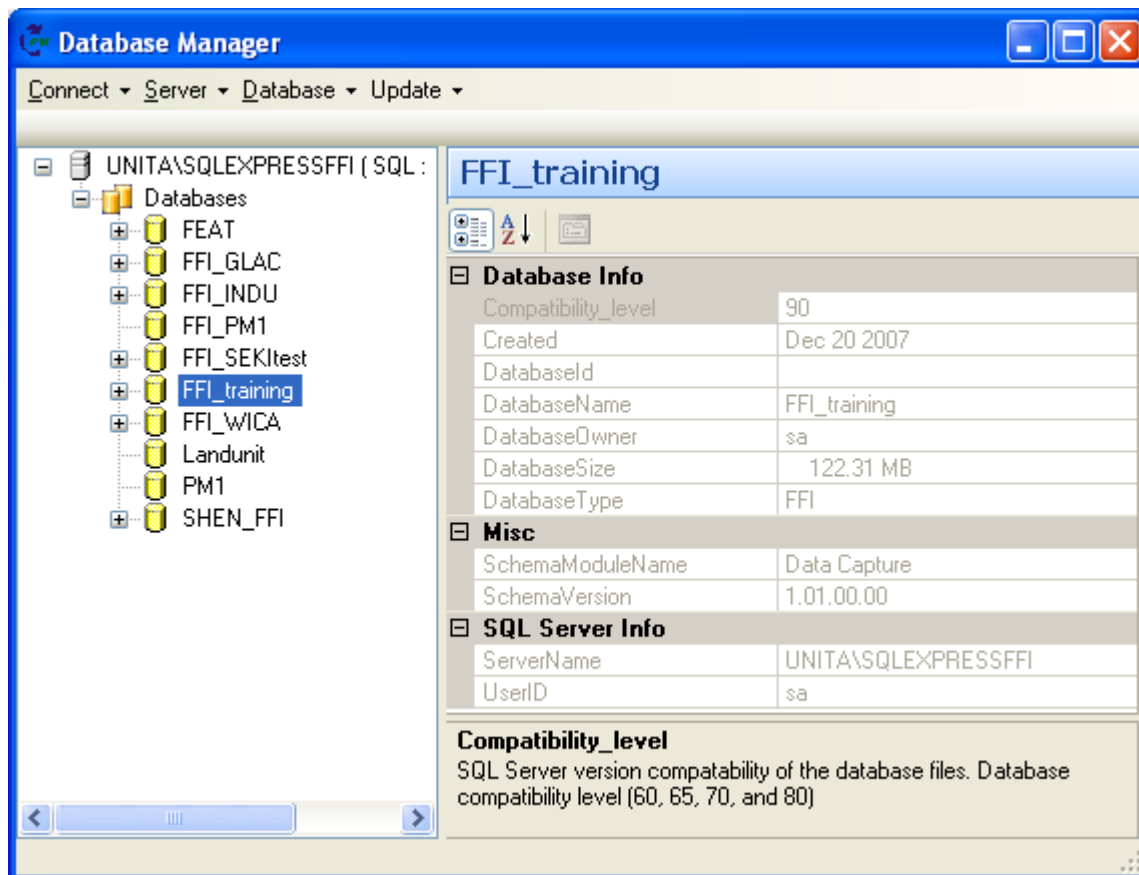 Database Manager
Connect Server Database Update
UNITA\SQLEXPRESSFFI ( SQL :
Databases
FEAT
FFI_GLAC
FFI_INDU
FFI_PM1
FFI_SEKItest
FFI_training
FFI_WICA
Landunit
PM1
SHEN_FFI
FFI_training
Database Info
Compatibility_level 90
Created Dec 20 2007
DatabaseId
DatabaseName FFI_training
DatabaseOwner sa
DatabaseSize 122.31 MB
DatabaseType FFI
Misc
SchemaModuleName Data Capture
SchemaVersion 1.01.00.00
SQL Server Info
ServerName UNITA\SQLEXPRESSFFI
UserID sa
Compatibility_level
SQL Server version compatability of the database files. Database
compatibility level (60, 65, 70, and 80)